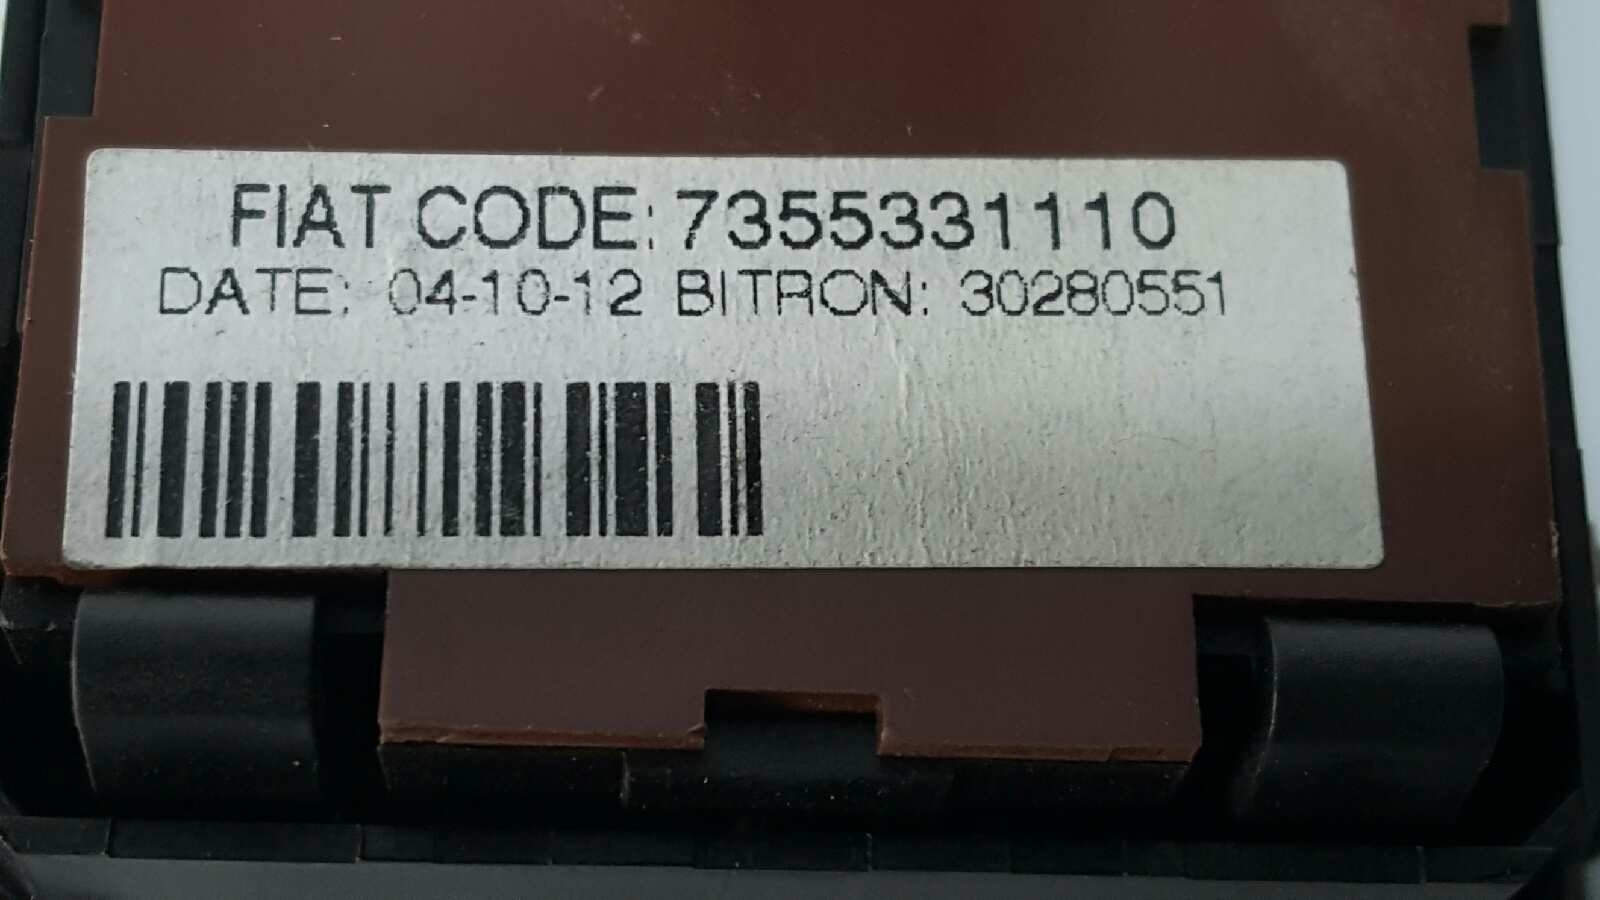 FIAT CODE: 7355331110
DATE: 04-10-12 BITRON: 30280551